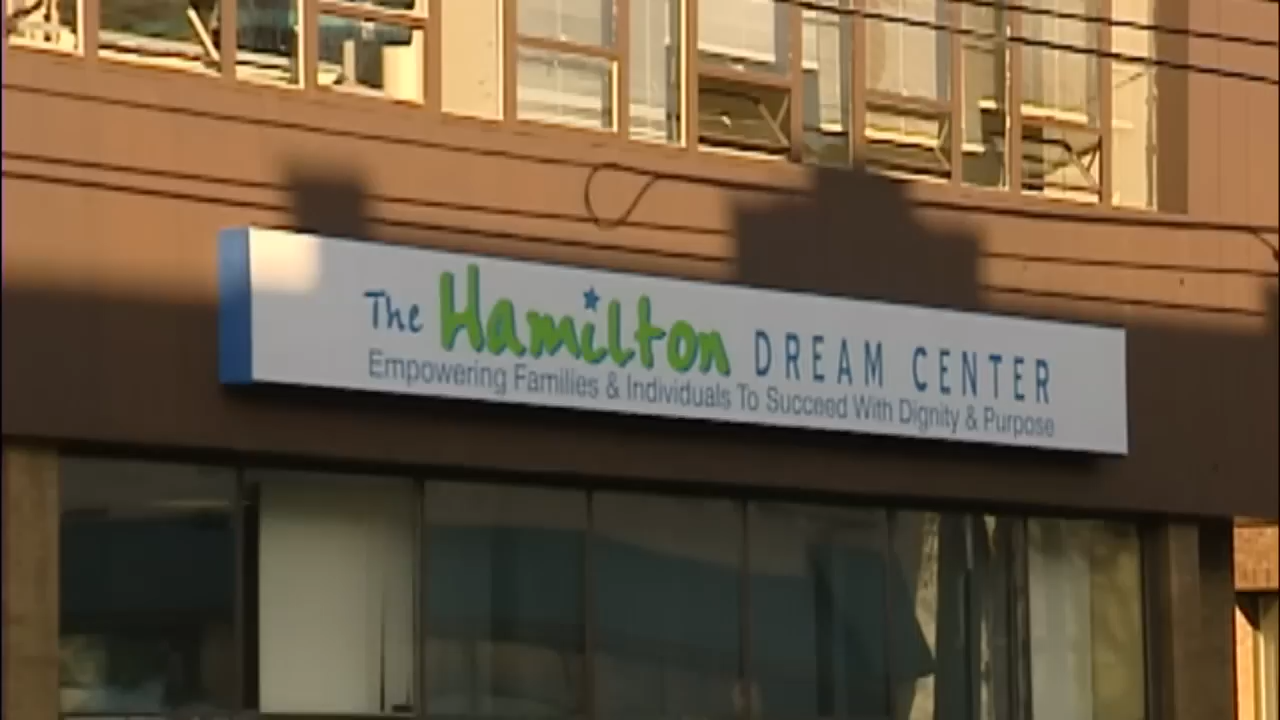 The Hamilton DREAM CENTER
Empowering Families & Individuals To Succeed With Dignity & Purpose